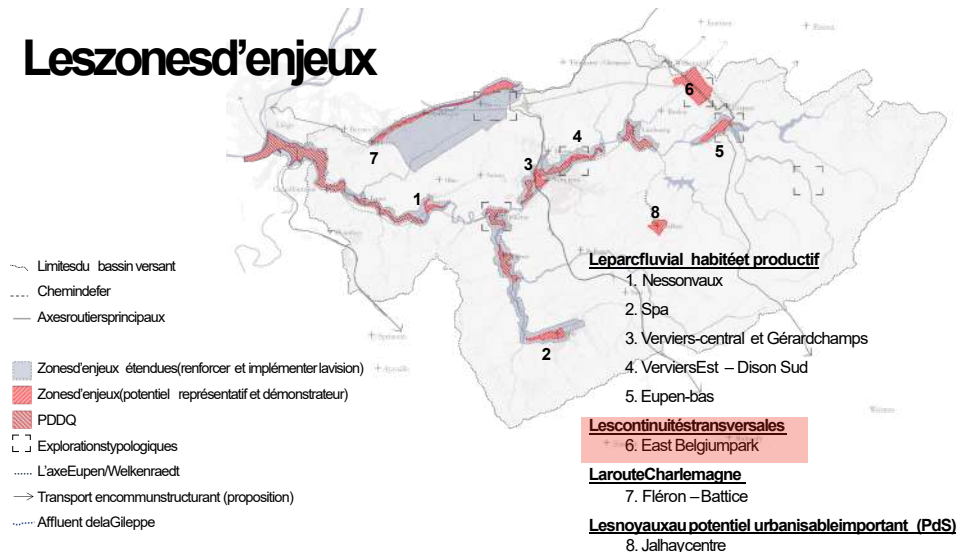 Leszonesd'enjeux
6
7
4
3
5
1
8
2
Limitesdu bassin versant
Chemindefer
Axesroutiersprincipaux
Zonesd'enjeux étendues(renforcer et implémenter lavision)
Zonesd'enjeux(potentiel représentatif et démonstrateur)
PDDQ
Explorationstypologiques
L'axeEupen/Welkenraedt
Transport encommunstructurant (proposition)
Affluent delaGileppe
Leparcfluvial habitéet productif
1. Nessonvaux
2. Spa
3. Verviers-central et Gérardchamps
4. VerviersEst – Dison Sud
5. Eupen-bas
Lescontinuitéstransversales
6. East Belgiumpark
LarouteCharlemagne
7. Fléron –Battice
Lesnoyauxau potentiel urbanisableimportant (PdS)
8. Jalhaycentre